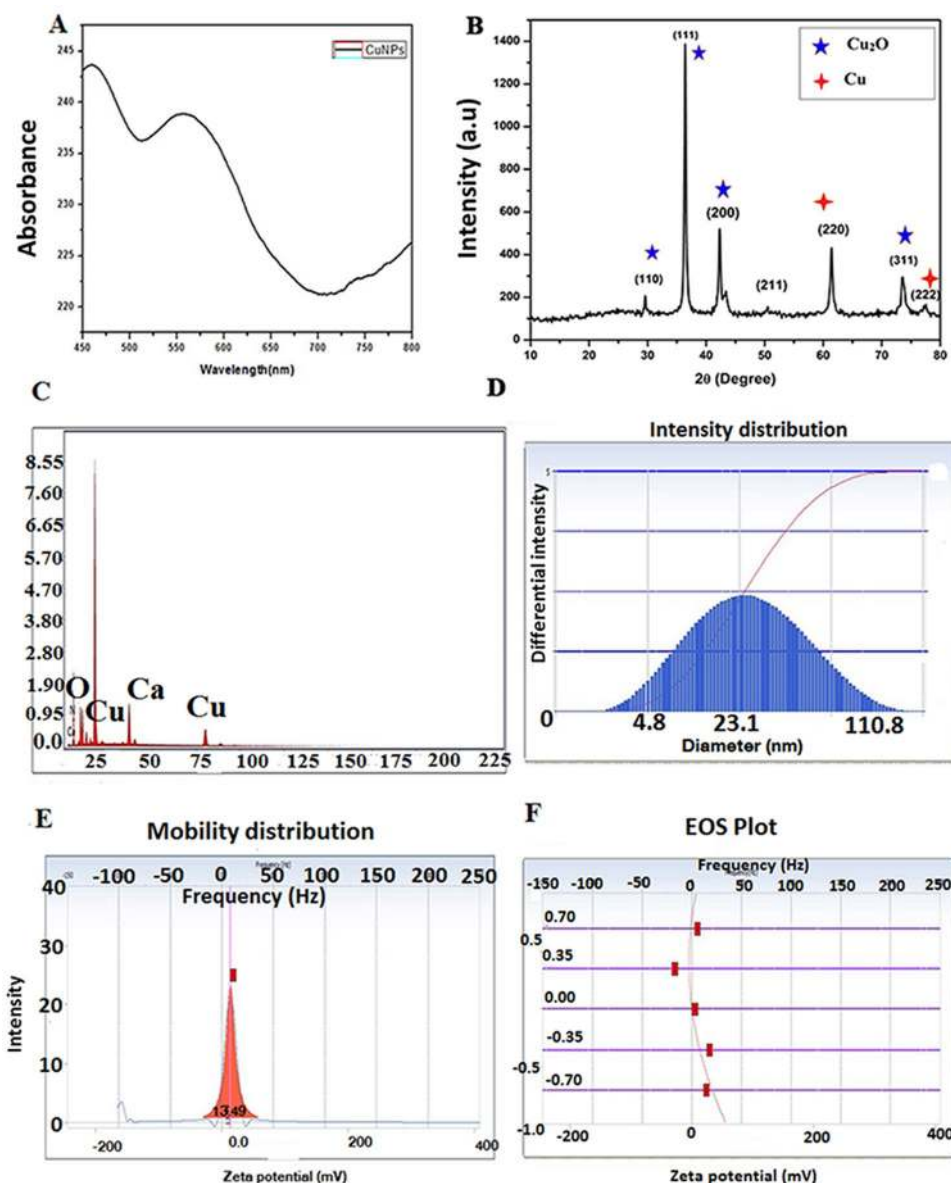 A
CuNPs
245
240
235
230
225
220
Absorbance
450 500 550 600 650 700 750 800
Wavelength(nm)
B
Cu₂O
Cu
1400
1200
1000
800
600
400
200
0
Intensity (a.u)
(111)
(110)
(200)
(211)
(220)
(311)
(222)
10 20 30 40 50 60 70 80
2θ (Degree)
C
8.55
7.60
6.65
5.70
4.70
3.80
2.80
1.90
0.95
0.0
O
Cu
Ca
Cu
25 50 75 100 125 150 175 200 225
D
Intensity distribution
Differential intensity
5
0 4.8 23.1 110.8
Diameter (nm)
E
Mobility distribution
-100 -50 0 50 100 150 200 250
Frequency (Hz)
40
30
20
10
0
Intensity
13.49
-200 0.0 200 400
Zeta potential (mV)
F
EOS Plot
Frequency (Hz)
-150 -100 -50 0 50 100 150 200 250
0.70
0.5
0.35
0.00
-0.35
-0.5
-0.70
-1.0
-200 0 200 400
Zeta potential (mV)